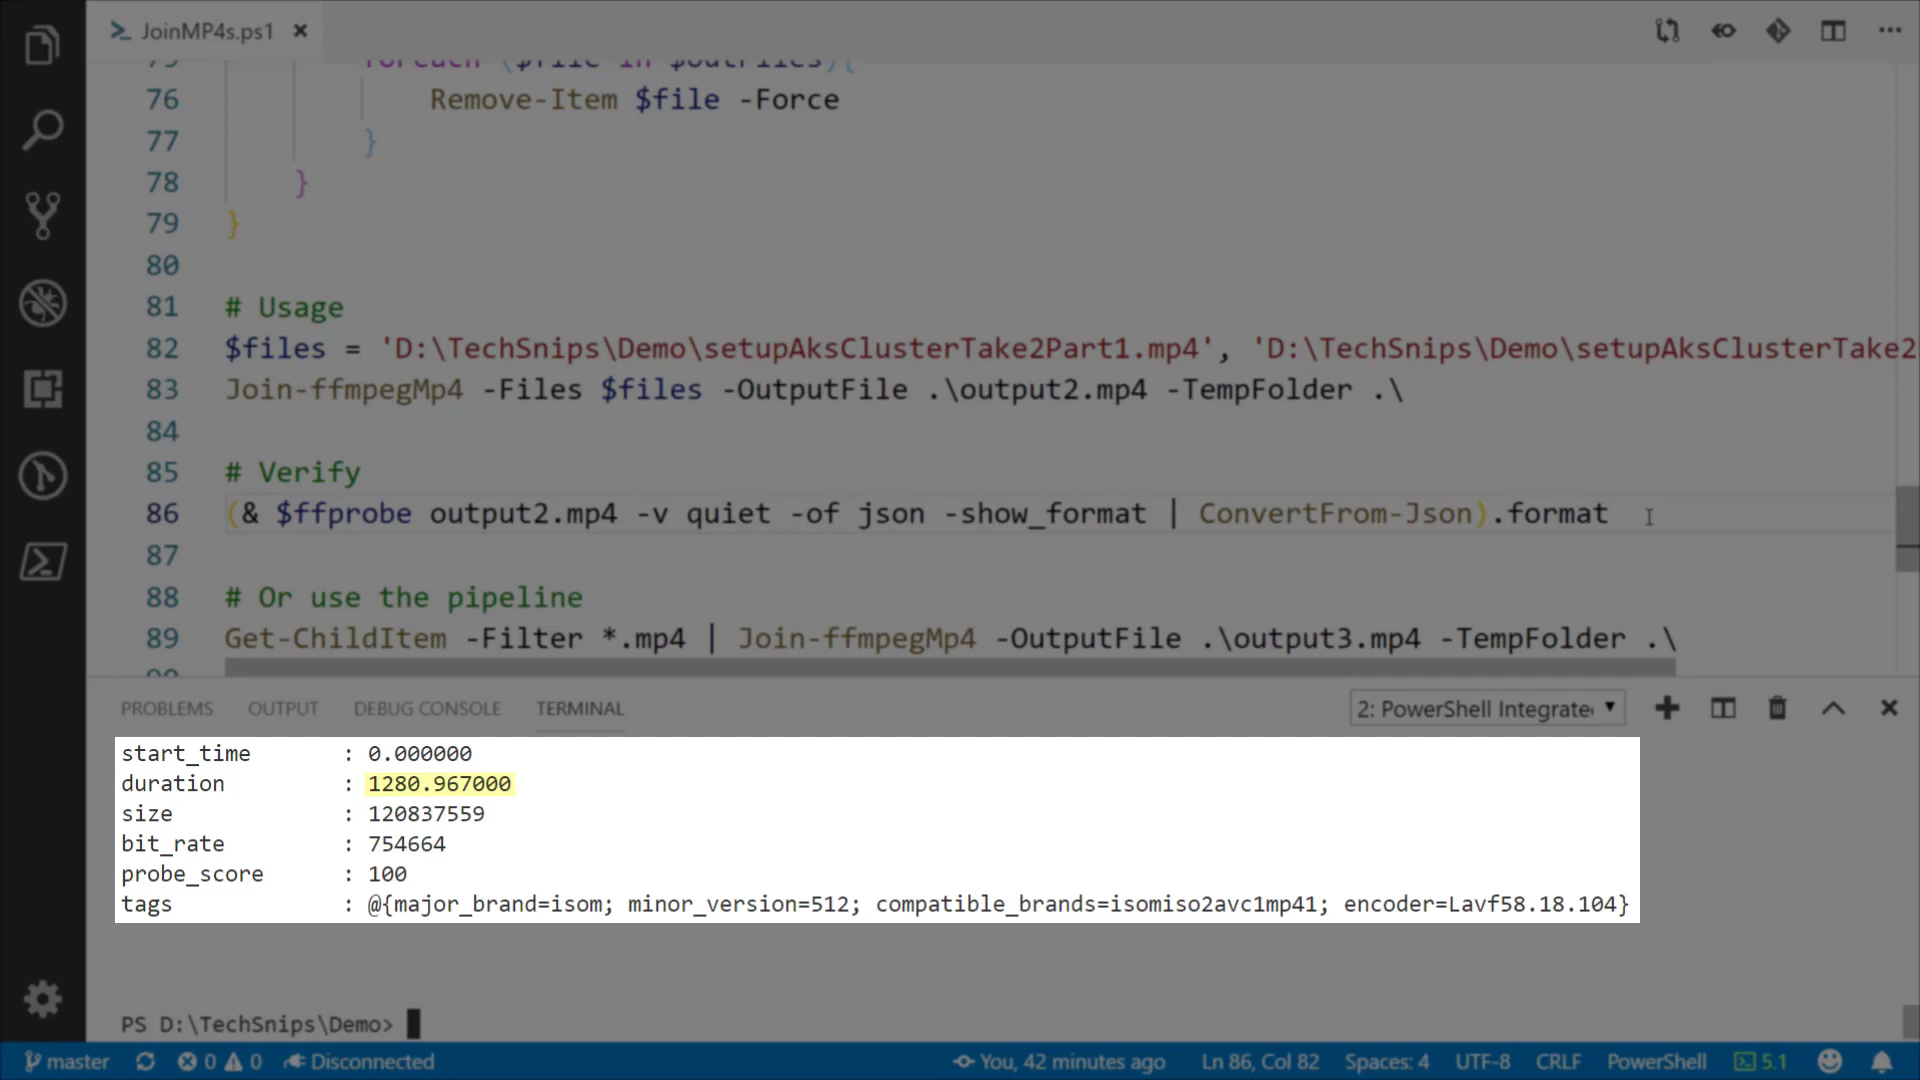 JoinMP4s.ps1
75 foreach ($file in $outFiles){
76 Remove-Item $file -Force
77 }
78 }
79 }
80
81 # Usage
82 $files = 'D:\TechSnips\Demo\setupAksClusterTake2Part1.mp4', 'D:\TechSnips\Demo\setupAksClusterTake2
83 Join-ffmpegMp4 -Files $files -OutputFile .\output2.mp4 -TempFolder .\
84
85 # Verify
86 (& $ffprobe output2.mp4 -v quiet -of json -show_format | ConvertFrom-Json).format
87
88 # Or use the pipeline
89 Get-ChildItem -Filter *.mp4 | Join-ffmpegMp4 -OutputFile .\output3.mp4 -TempFolder .\
PROBLEMS OUTPUT DEBUG CONSOLE TERMINAL 2: PowerShell Integrate
start_time : 0.000000
duration : 1280.967000
size : 120837559
bit_rate : 754664
probe_score : 100
tags : @{major_brand=isom; minor_version=512; compatible_brands=isomiso2avc1mp41; encoder=Lavf58.18.104}
PS D:\TechSnips\Demo>
master 0 0 Disconnected You, 42 minutes ago Ln 86, Col 82 Spaces: 4 UTF-8 CRLF PowerShell 5.1